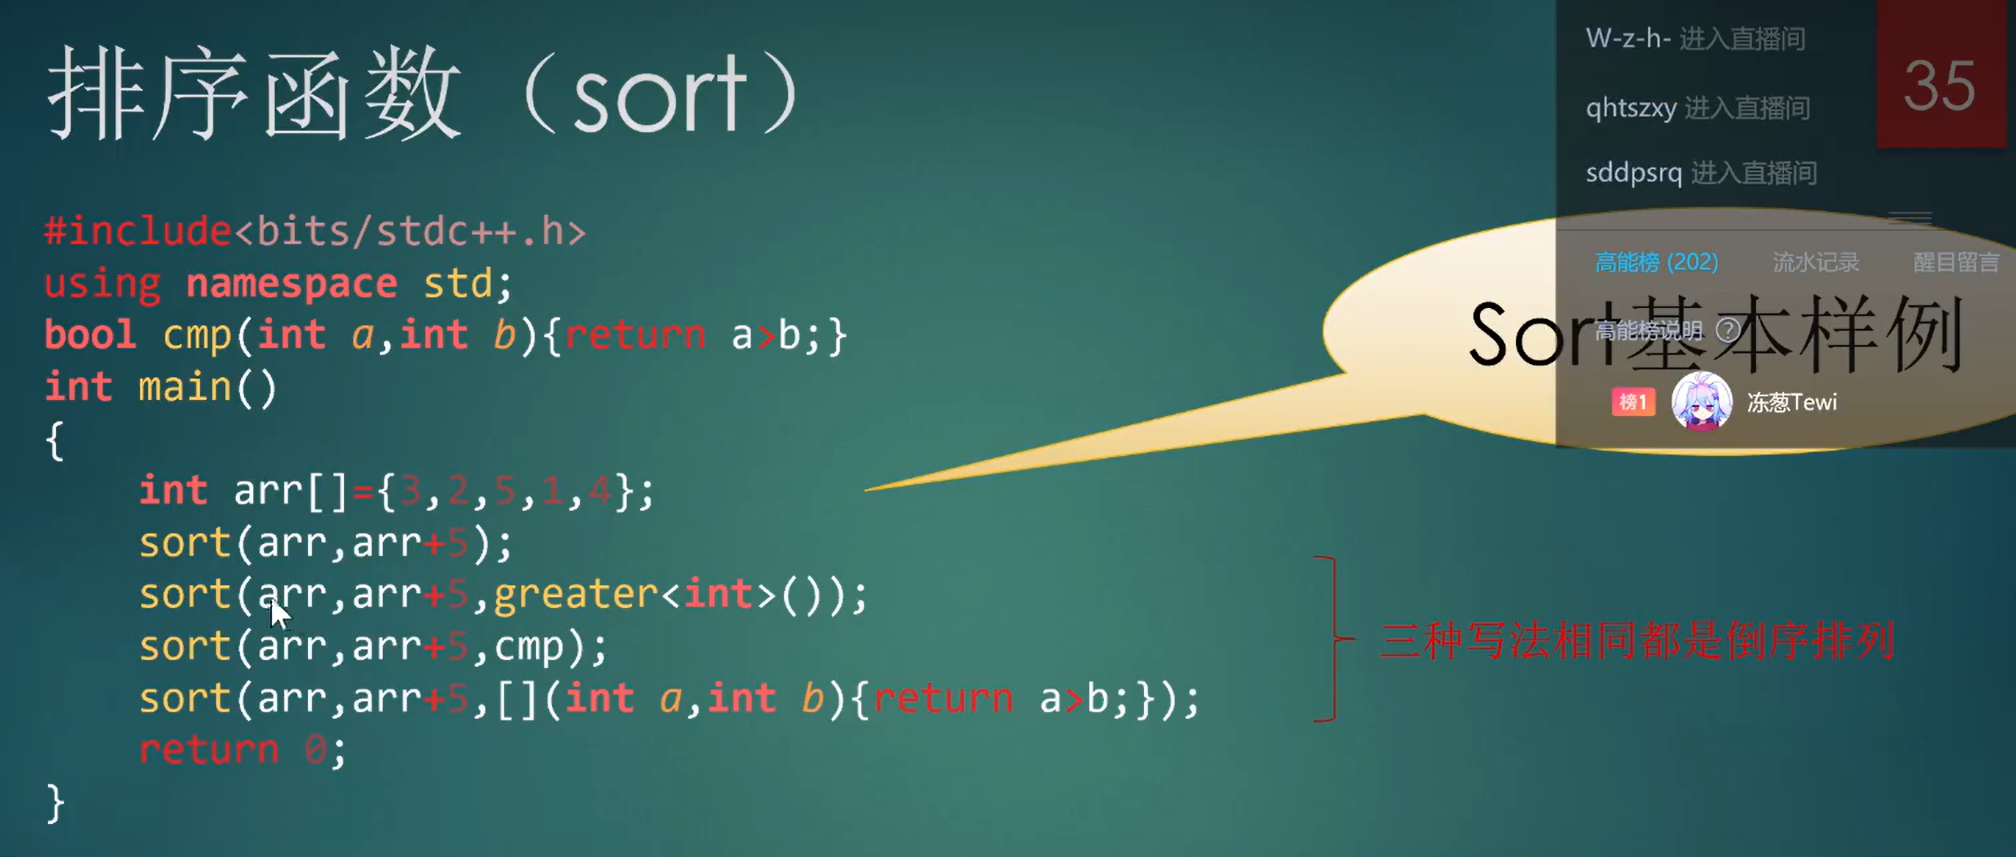 排序函数（sort）
35
W-z-h- 进入直播间
qhtszxy 进入直播间
sddpsrq 进入直播间
高能榜 (202) 流水记录 醒目留言
Sort基本样例
高能榜说明 ?
榜1 冻葱Tewi
#include<bits/stdc++.h>
using namespace std;
bool cmp(int a,int b){return a>b;}
int main()
{
int arr[]={3,2,5,1,4};
sort(arr,arr+5);
sort(arr,arr+5,greater<int>());
sort(arr,arr+5,cmp);
sort(arr,arr+5,[](int a,int b){return a>b;});
return 0;
}
三种写法相同都是倒序排列